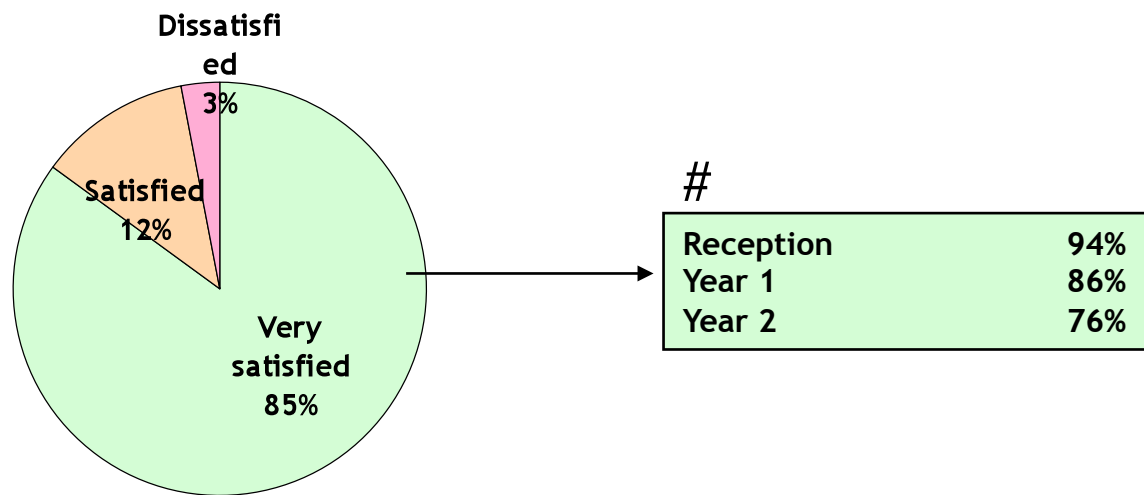 Dissatisfi
ed
3%
Satisfied
12%
Very
satisfied
85%
#
Reception 94%
Year 1 86%
Year 2 76%